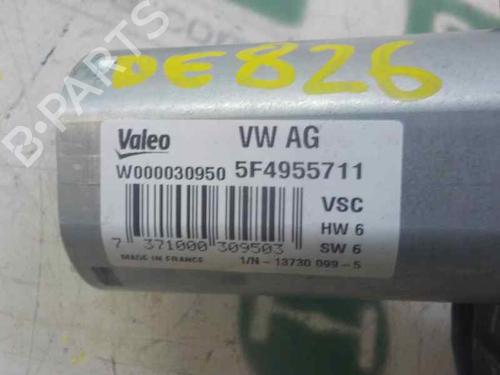 DE826
Valeo VW AG
W000030950 5F4955711
VSC
HW 6
7 371000 309503 SW 6
MADE IN FRANCE 1/N - 13730 099 - 5
B-PARTS